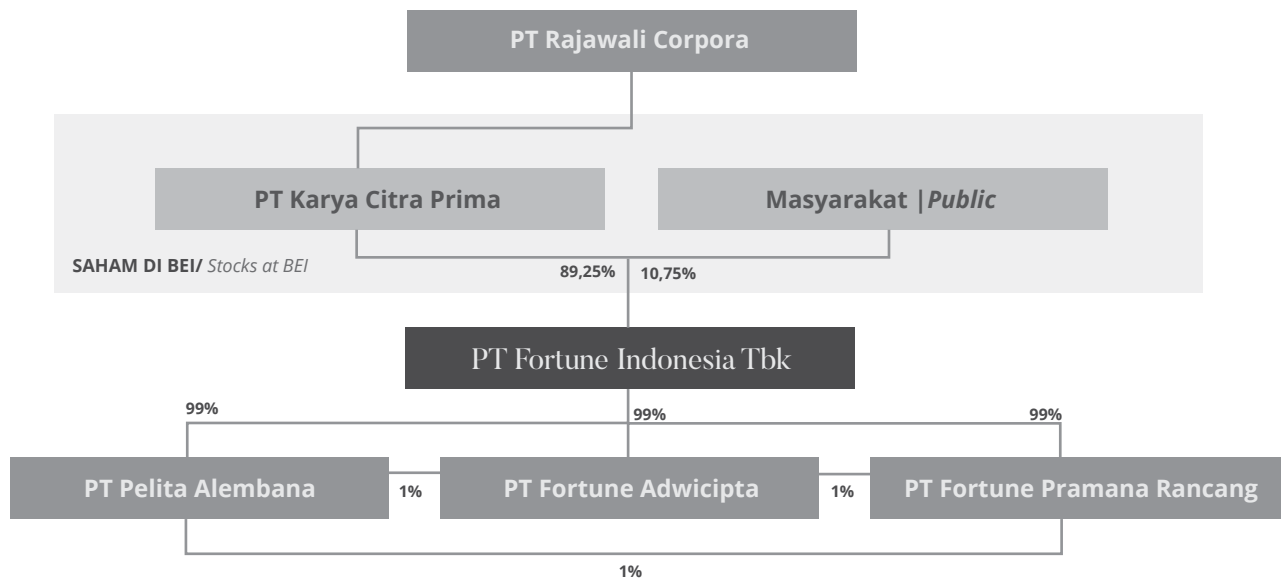 PT Rajawali Corpora
PT Karya Citra Prima
Masyarakat |Public
SAHAM DI BEI/ Stocks at BEI
89,25%
10,75%
PT Fortune Indonesia Tbk
99%
99%
99%
PT Pelita Alembana
1%
PT Fortune Adwicipta
1%
PT Fortune Pramana Rancang
1%